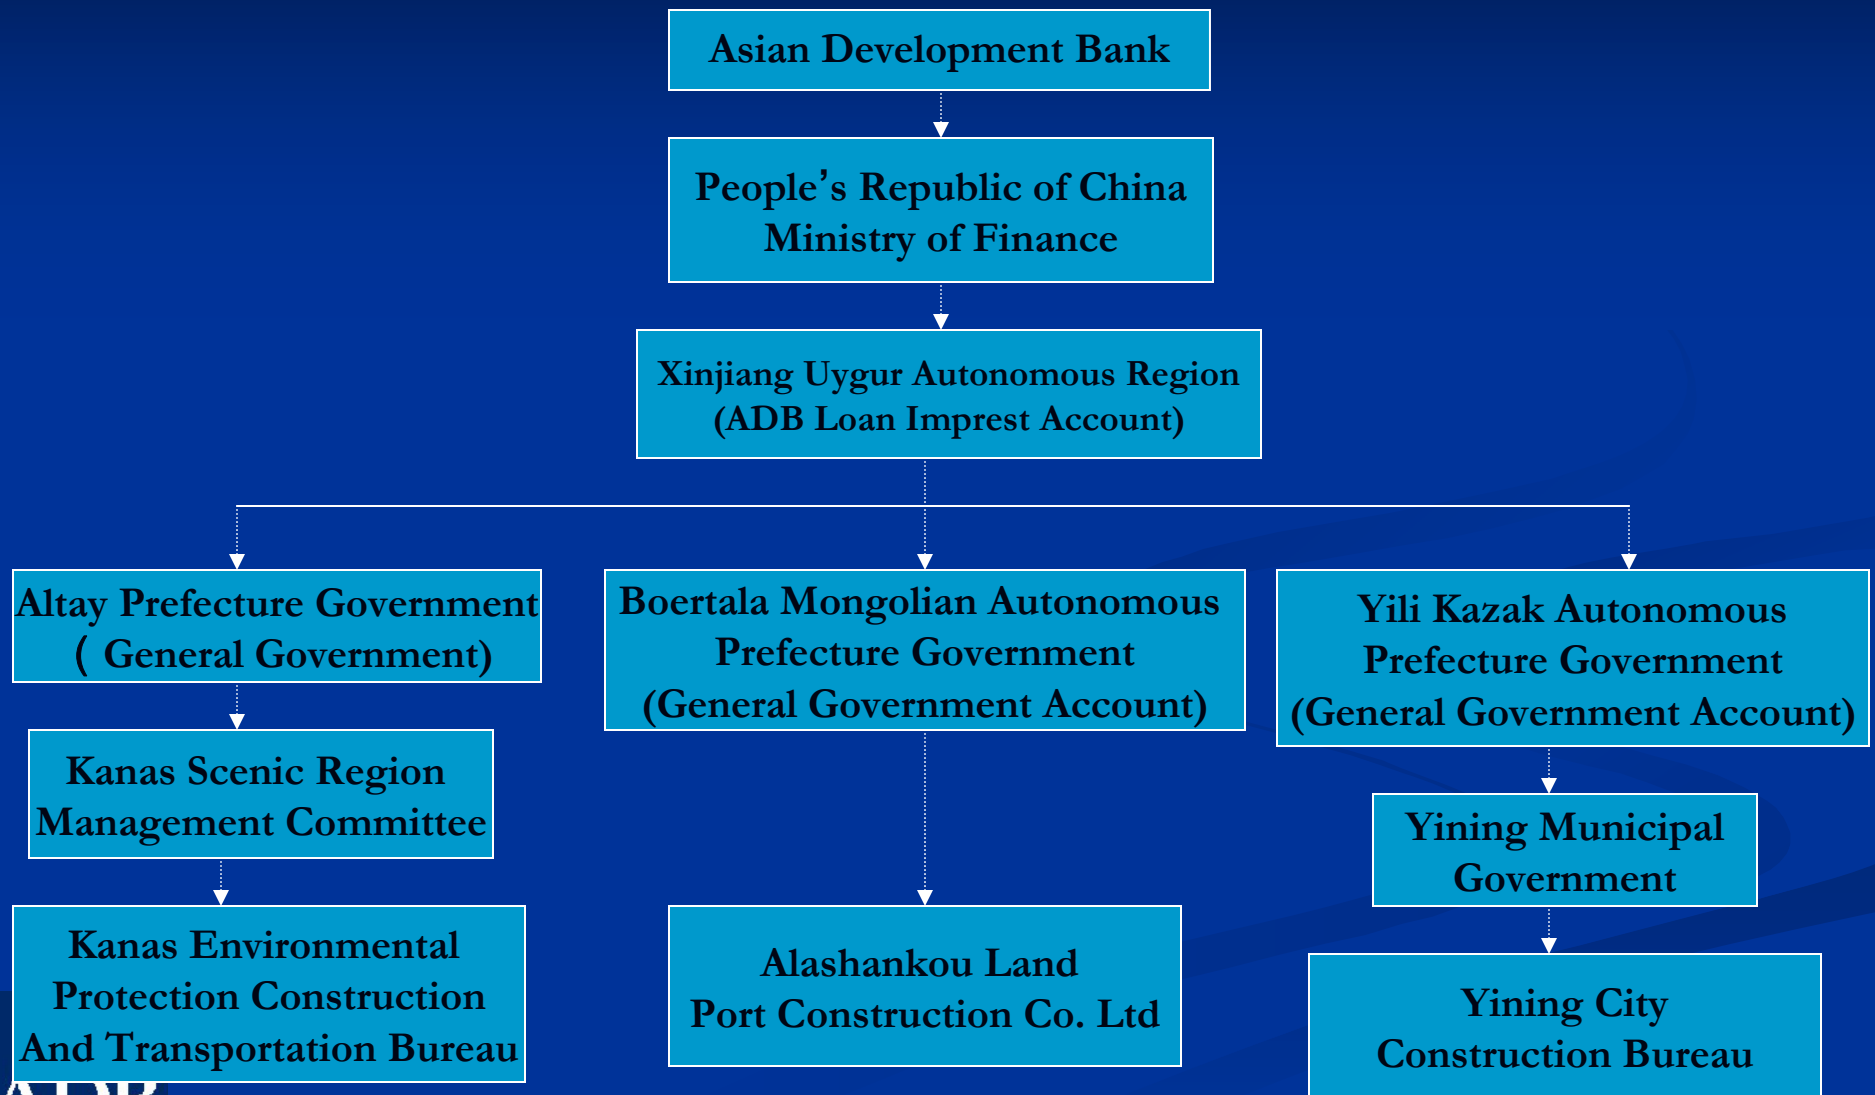 Asian Development Bank
People’s Republic of China
Ministry of Finance
Xinjiang Uygur Autonomous Region
(ADB Loan Imprest Account)
Altay Prefecture Government
( General Government)
Boertala Mongolian Autonomous
Prefecture Government
(General Government Account)
Yili Kazak Autonomous
Prefecture Government
(General Government Account)
Kanas Scenic Region
Management Committee
Yining Municipal
Government
Kanas Environmental
Protection Construction
And Transportation Bureau
Alashankou Land
Port Construction Co. Ltd
Yining City
Construction Bureau